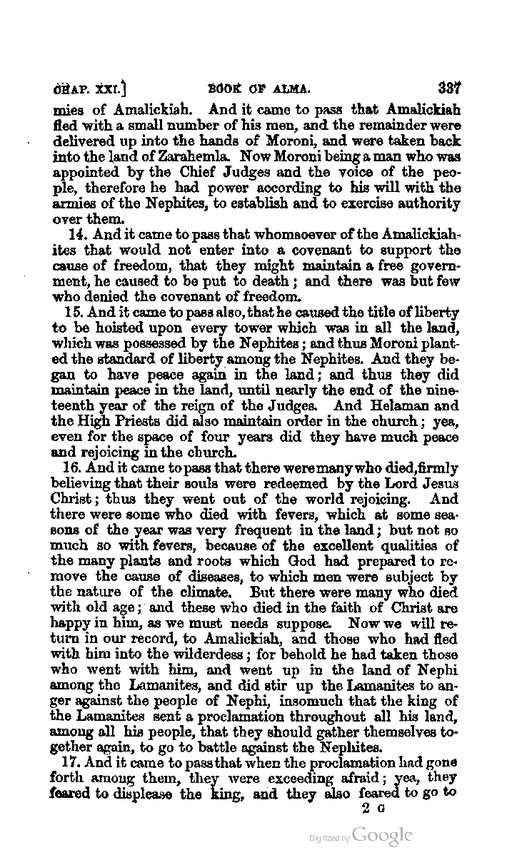 CHAP. XXI.] BOOK OF ALMA. 337
mies of Amalickiah. And it came to pass that Amalickiah
fled with a small number of his men, and the remainder were
delivered up into the hands of Moroni, and were taken back
into the land of Zarahemla. Now Moroni being a man who was
appointed by the Chief Judges and the voice of the peo-
ple, therefore he had power according to his will with the
armies of the Nephites, to establish and to exercise authority
over them.
14. And it came to pass that whomsoever of the Amalickiah-
ites that would not enter into a covenant to support the
cause of freedom, that they might maintain a free govern-
ment, he caused to be put to death; and there was but few
who denied the covenant of freedom.
15. And it came to pass also, that he caused the title of liberty
to be hoisted upon every tower which was in all the land,
which was possessed by the Nephites; and thus Moroni plant-
ed the standard of liberty among the Nephites. And they be-
gan to have peace again in the land; and thus they did
maintain peace in the land, until nearly the end of the nine-
teenth year of the reign of the Judges. And Helaman and
the High Priests did also maintain order in the church; yea,
even for the space of four years did they have much peace
and rejoicing in the church.
16. And it came to pass that there were many who died, firmly
believing that their souls were redeemed by the Lord Jesus
Christ; thus they went out of the world rejoicing. And
there were some who died with fevers, which at some sea-
sons of the year was very frequent in the land; but not so
much so with fevers, because of the excellent qualities of
the many plants and roots which God had prepared to re-
move the cause of diseases, to which men were subject by
the nature of the climate. But there were many who died
with old age; and these who died in the faith of Christ are
happy in him, as we must needs suppose. Now we will re-
turn in our record, to Amalickiah, and those who had fled
with him into the wilderdess; for behold he had taken those
who went with him, and went up in the land of Nephi
among the Lamanites, and did stir up the Lamanites to an-
ger against the people of Nephi, insomuch that the king of
the Lamanites sent a proclamation throughout all his land,
among all his people, that they should gather themselves to-
gether again, to go to battle against the Nephites.
17. And it came to pass that when the proclamation had gone
forth among them, they were exceeding afraid; yea, they
feared to displease the king, and they also feared to go to
2 G
Digitized by Google